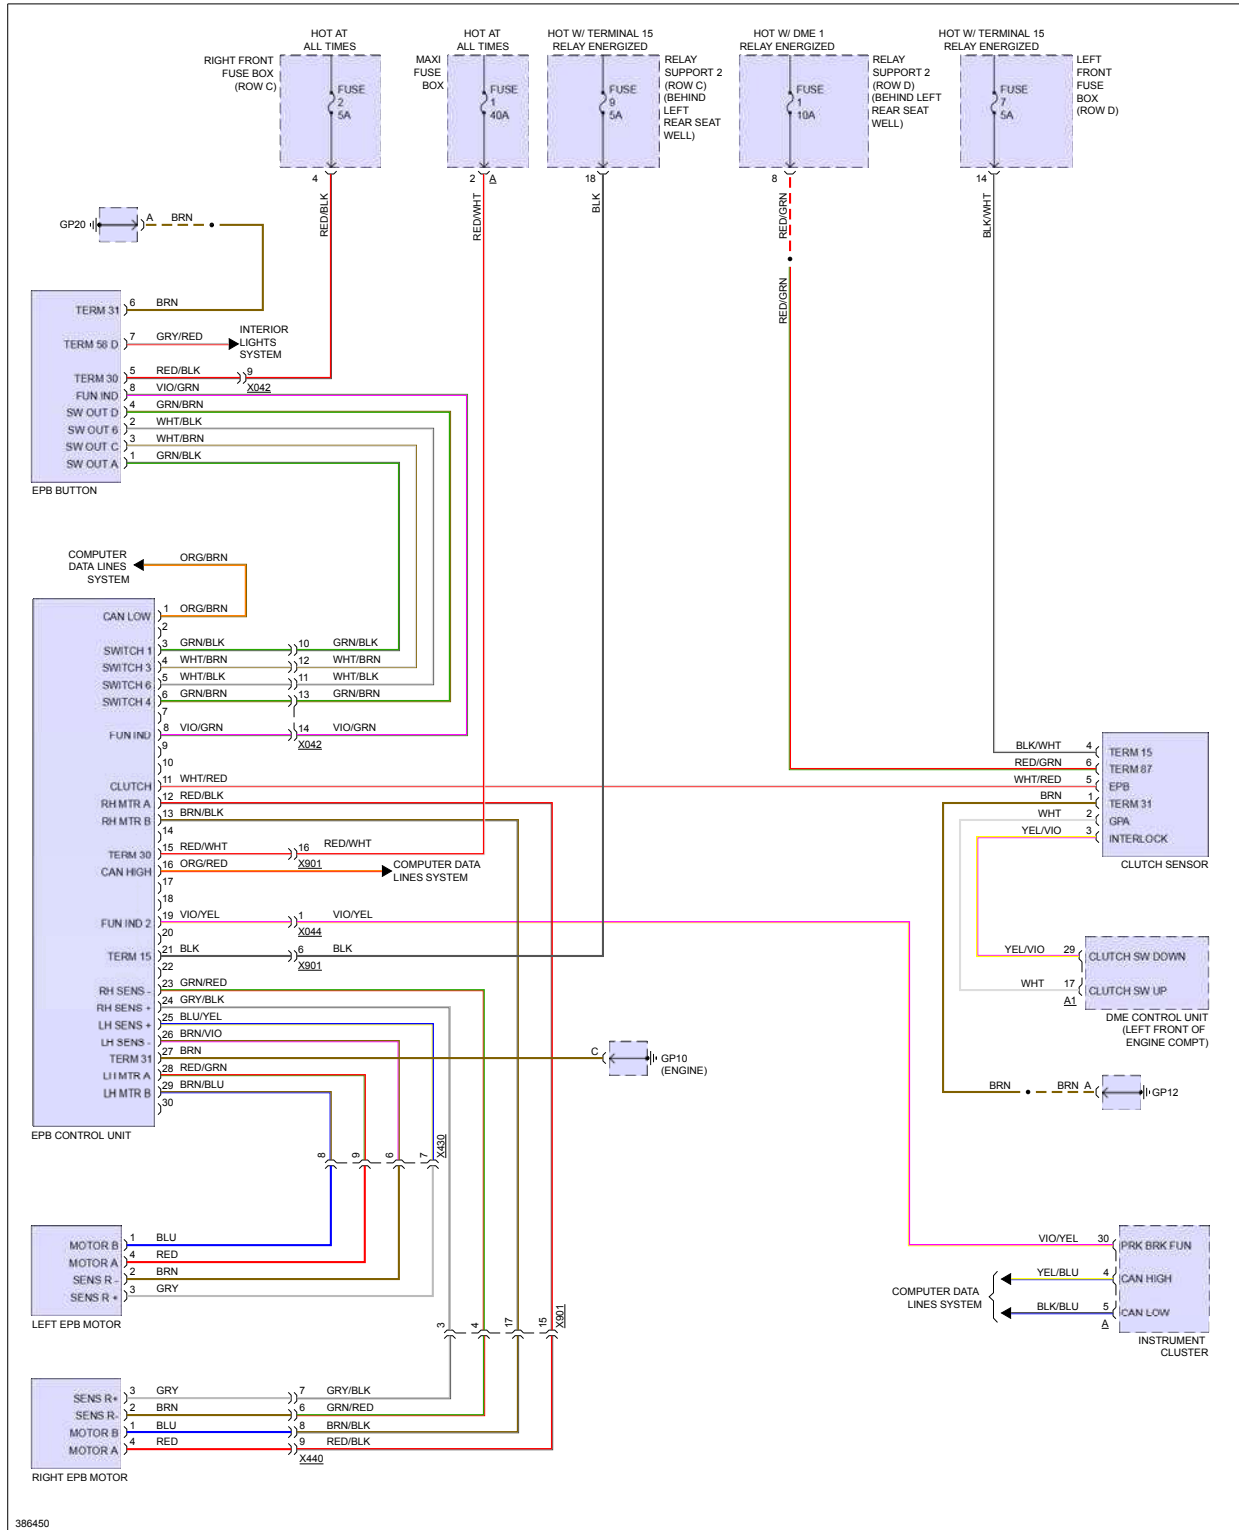 HOT AT
ALL TIMES
RIGHT FRONT
FUSE BOX
(ROW C)
FUSE
2
5A
4
RED/BLK
HOT AT
ALL TIMES
MAXI
FUSE
BOX
FUSE
1
40A
2
A
RED/WHT
HOT W/ TERMINAL 15
RELAY ENERGIZED
RELAY
SUPPORT 2
(ROW C)
(BEHIND
LEFT
REAR SEAT
WELL)
FUSE
9
5A
18
BLK
HOT W/ DME 1
RELAY ENERGIZED
RELAY
SUPPORT 2
(ROW D)
(BEHIND LEFT
REAR SEAT
WELL)
FUSE
1
10A
8
RED/GRN
RED/GRN
HOT W/ TERMINAL 15
RELAY ENERGIZED
LEFT
FRONT
FUSE
BOX
(ROW D)
FUSE
7
5A
14
BLK/WHT
GP20
A
BRN
TERM 31
6
BRN
TERM 58 D
7
GRY/RED
INTERIOR
LIGHTS
SYSTEM
TERM 30
5
RED/BLK
9
X042
FUN IND
8
VIO/GRN
SW OUT D
4
GRN/BRN
SW OUT 6
2
WHT/BLK
SW OUT C
3
WHT/BRN
SW OUT A
1
GRN/BLK
EPB BUTTON
COMPUTER
DATA LINES
SYSTEM
ORG/BRN
CAN LOW
1
ORG/BRN
2
SWITCH 1
3
GRN/BLK
10
GRN/BLK
SWITCH 3
4
WHT/BRN
12
WHT/BRN
SWITCH 6
5
WHT/BLK
11
WHT/BLK
SWITCH 4
6
GRN/BRN
13
GRN/BRN
7
FUN IND
8
VIO/GRN
14
VIO/GRN
X042
9
10
CLUTCH
11
WHT/RED
RH MTR A
12
RED/BLK
RH MTR B
13
BRN/BLK
14
TERM 30
15
RED/WHT
16
RED/WHT
X901
CAN HIGH
16
ORG/RED
COMPUTER DATA
LINES SYSTEM
17
18
FUN IND 2
19
VIO/YEL
1
VIO/YEL
X044
20
TERM 15
21
BLK
6
BLK
X901
22
RH SENS -
23
GRN/RED
RH SENS +
24
GRY/BLK
LH SENS +
25
BLU/YEL
LH SENS -
26
BRN/VIO
TERM 31
27
BRN
C
GP10
(ENGINE)
LH MTR A
28
RED/GRN
LH MTR B
29
BRN/BLU
30
EPB CONTROL UNIT
BLK/WHT
4
TERM 15
RED/GRN
6
TERM 87
WHT/RED
5
EPB
BRN
1
TERM 31
WHT
2
GPA
YEL/VIO
3
INTERLOCK
CLUTCH SENSOR
YEL/VIO
29
CLUTCH SW DOWN
WHT
17
CLUTCH SW UP
A1
DME CONTROL UNIT
(LEFT FRONT OF
ENGINE COMPT)
BRN
BRN
A
GP12
8
9
6
7
X430
MOTOR B
1
BLU
MOTOR A
4
RED
SENS R -
2
BRN
SENS R +
3
GRY
LEFT EPB MOTOR
VIO/YEL
30
PRK BRK FUN
COMPUTER DATA
LINES SYSTEM
YEL/BLU
4
CAN HIGH
BLK/BLU
5
CAN LOW
A
INSTRUMENT
CLUSTER
3
4
17
15
X901
SENS R+
3
GRY
7
GRY/BLK
SENS R-
2
BRN
6
GRN/RED
MOTOR B
1
BLU
8
BRN/BLK
MOTOR A
4
RED
9
RED/BLK
X440
RIGHT EPB MOTOR
386450